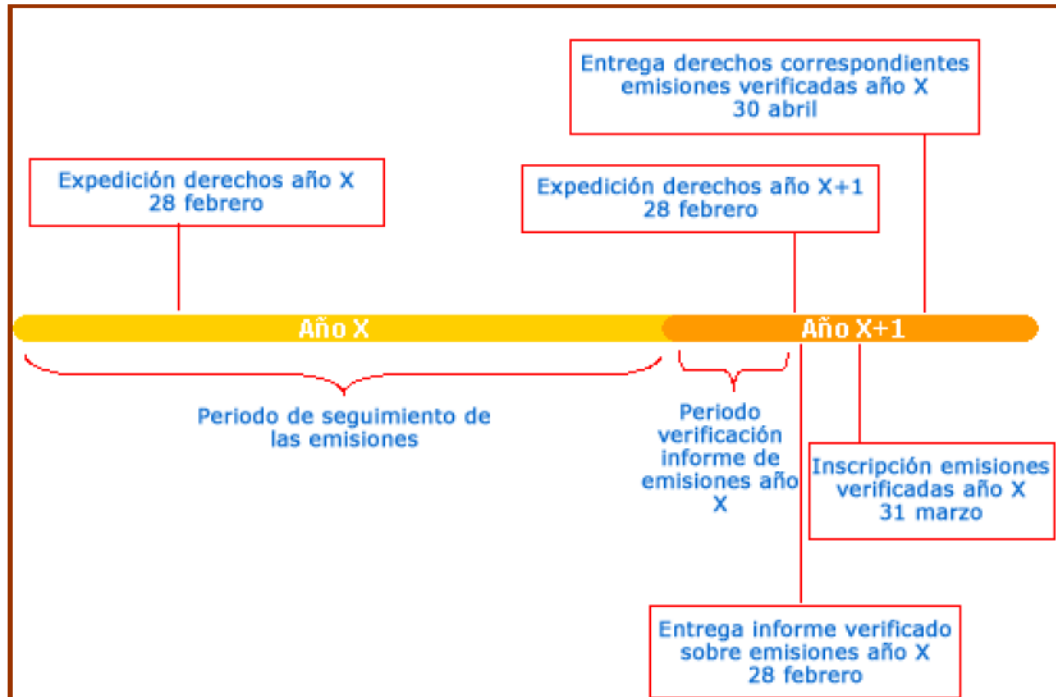 Entrega derechos correspondientes
emisiones verificadas año X
30 abril
Expedición derechos año X
28 febrero
Expedición derechos año X+1
28 febrero
Año X
Año X+1
Periodo de seguimiento de
las emisiones
Periodo
verificación
informe de
emisiones año
X
Inscripción emisiones
verificadas año X
31 marzo
Entrega informe verificado
sobre emisiones año X
28 febrero